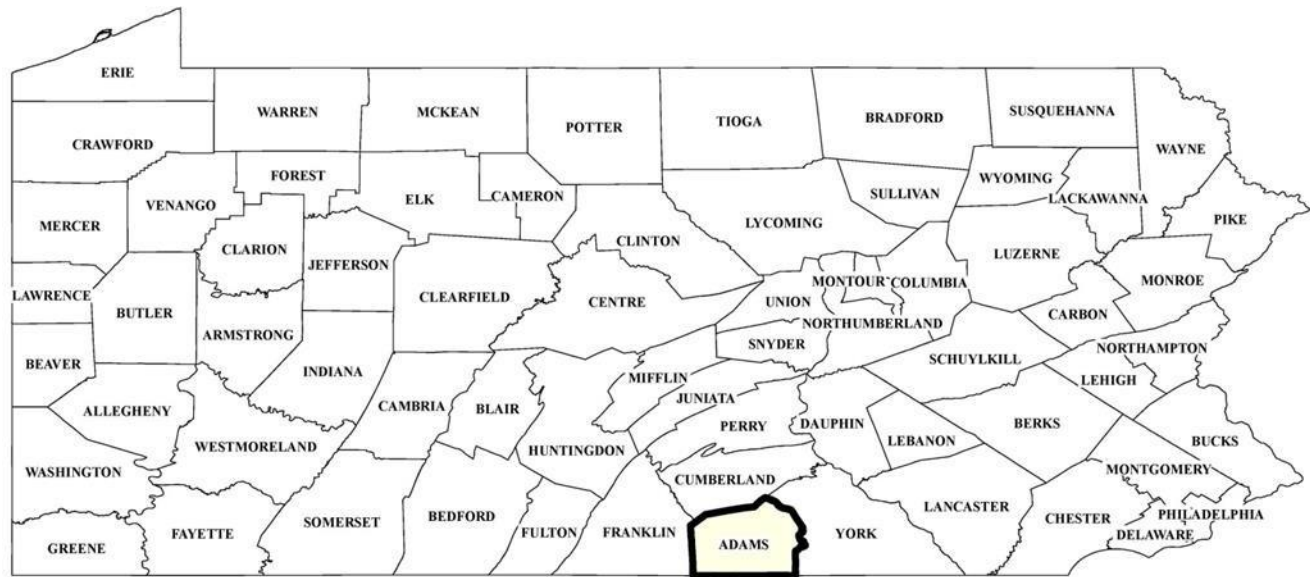 ERIE
WARREN
MCKEAN
POTTER
TIOGA
BRADFORD
SUSQUEHANNA
WAYNE
CRAWFORD
FOREST
VENANGO
ELK
CAMERON
SULLIVAN
WYOMING
LACKAWANNA
PIKE
MERCER
CLARION
JEFFERSON
CLINTON
LYCOMING
LUZERNE
MONROE
LAWRENCE
BUTLER
ARMSTRONG
CLEARFIELD
CENTRE
UNION
MONTOUR
COLUMBIA
CARBON
NORTHUMBERLAND
SNYDER
SCHUYLKILL
NORTHAMPTON
LEHIGH
BEAVER
INDIANA
MIFFLIN
ALLEGHENY
CAMBRIA
BLAIR
JUNIATA
PERRY
DAUPHIN
LEBANON
BERKS
BUCKS
WESTMORELAND
HUNTINGDON
WASHINGTON
CUMBERLAND
MONTGOMERY
LANCASTER
PHILADELPHIA
CHESTER
DELAWARE
GREENE
FAYETTE
SOMERSET
BEDFORD
FULTON
FRANKLIN
ADAMS
YORK